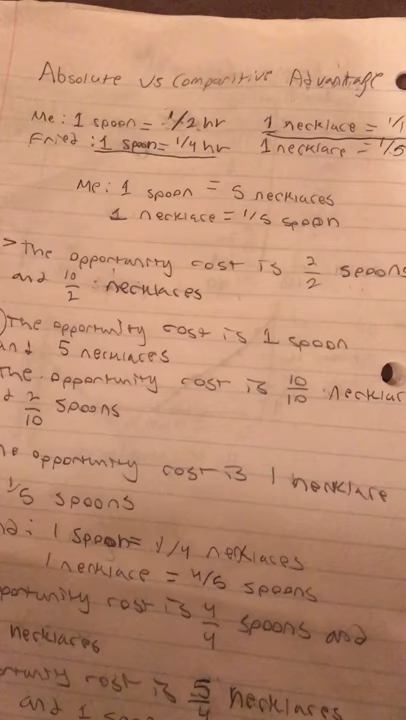 Absolute vs Comparitive Advantage
Me: 1 spoon = 1/2 hr 1 necklace = 1/1
Fried: 1 spoon = 1/4 hr 1 necklace = 1/5
Me: 1 spoon = 5 necklaces
1 necklace = 1/5 spoon
> The opportunity cost is 2/2 spoons
and 10/2 necklaces
) The opportunity cost is 1 spoon
and 5 necklaces
The opportunity cost is 10/10 necklac
2/10 spoons
opportunity cost is 1 necklace
1/5 spoons
1 spoon = 1/4 necklaces
1 necklace = 4/5 spoons
opportunity cost is 4/4 spoons and
necklaces
cost is 5/4 necklaces
and 1